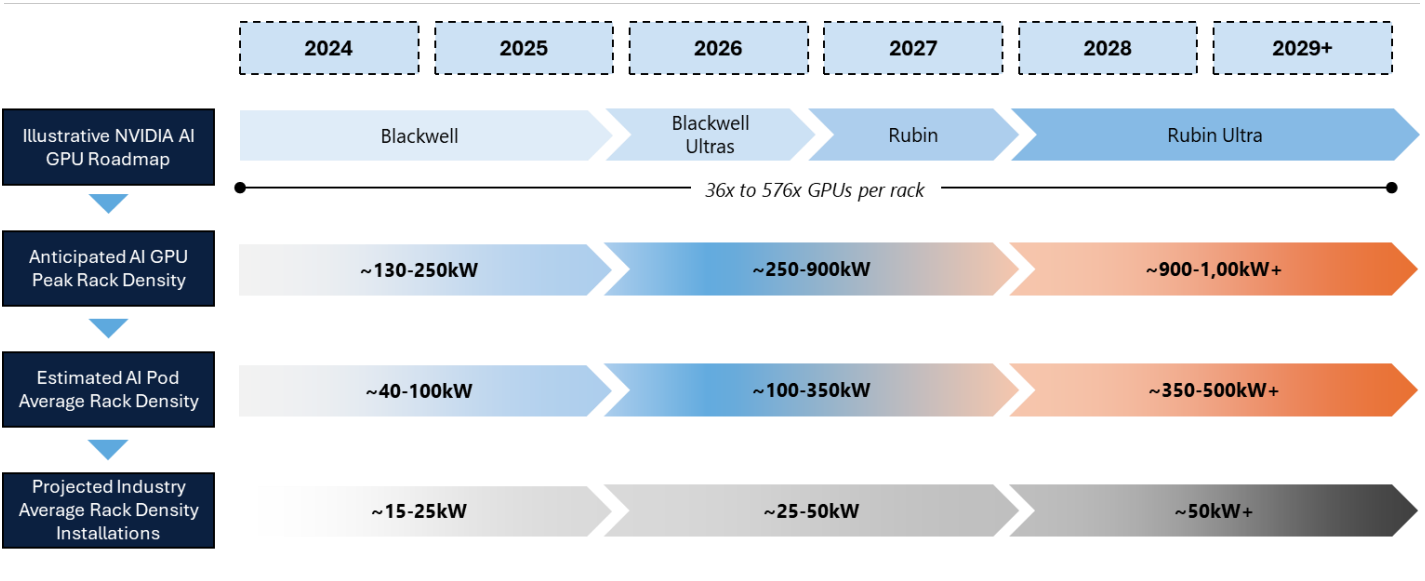 2024
2025
2026
2027
2028
2029+
Illustrative NVIDIA AI
GPU Roadmap
Blackwell
Blackwell
Ultras
Rubin
Rubin Ultra
36x to 576x GPUs per rack
Anticipated AI GPU
Peak Rack Density
~130-250kW
~250-900kW
~900-1,00kW+
Estimated AI Pod
Average Rack Density
~40-100kW
~100-350kW
~350-500kW+
Projected Industry
Average Rack Density
Installations
~15-25kW
~25-50kW
~50kW+